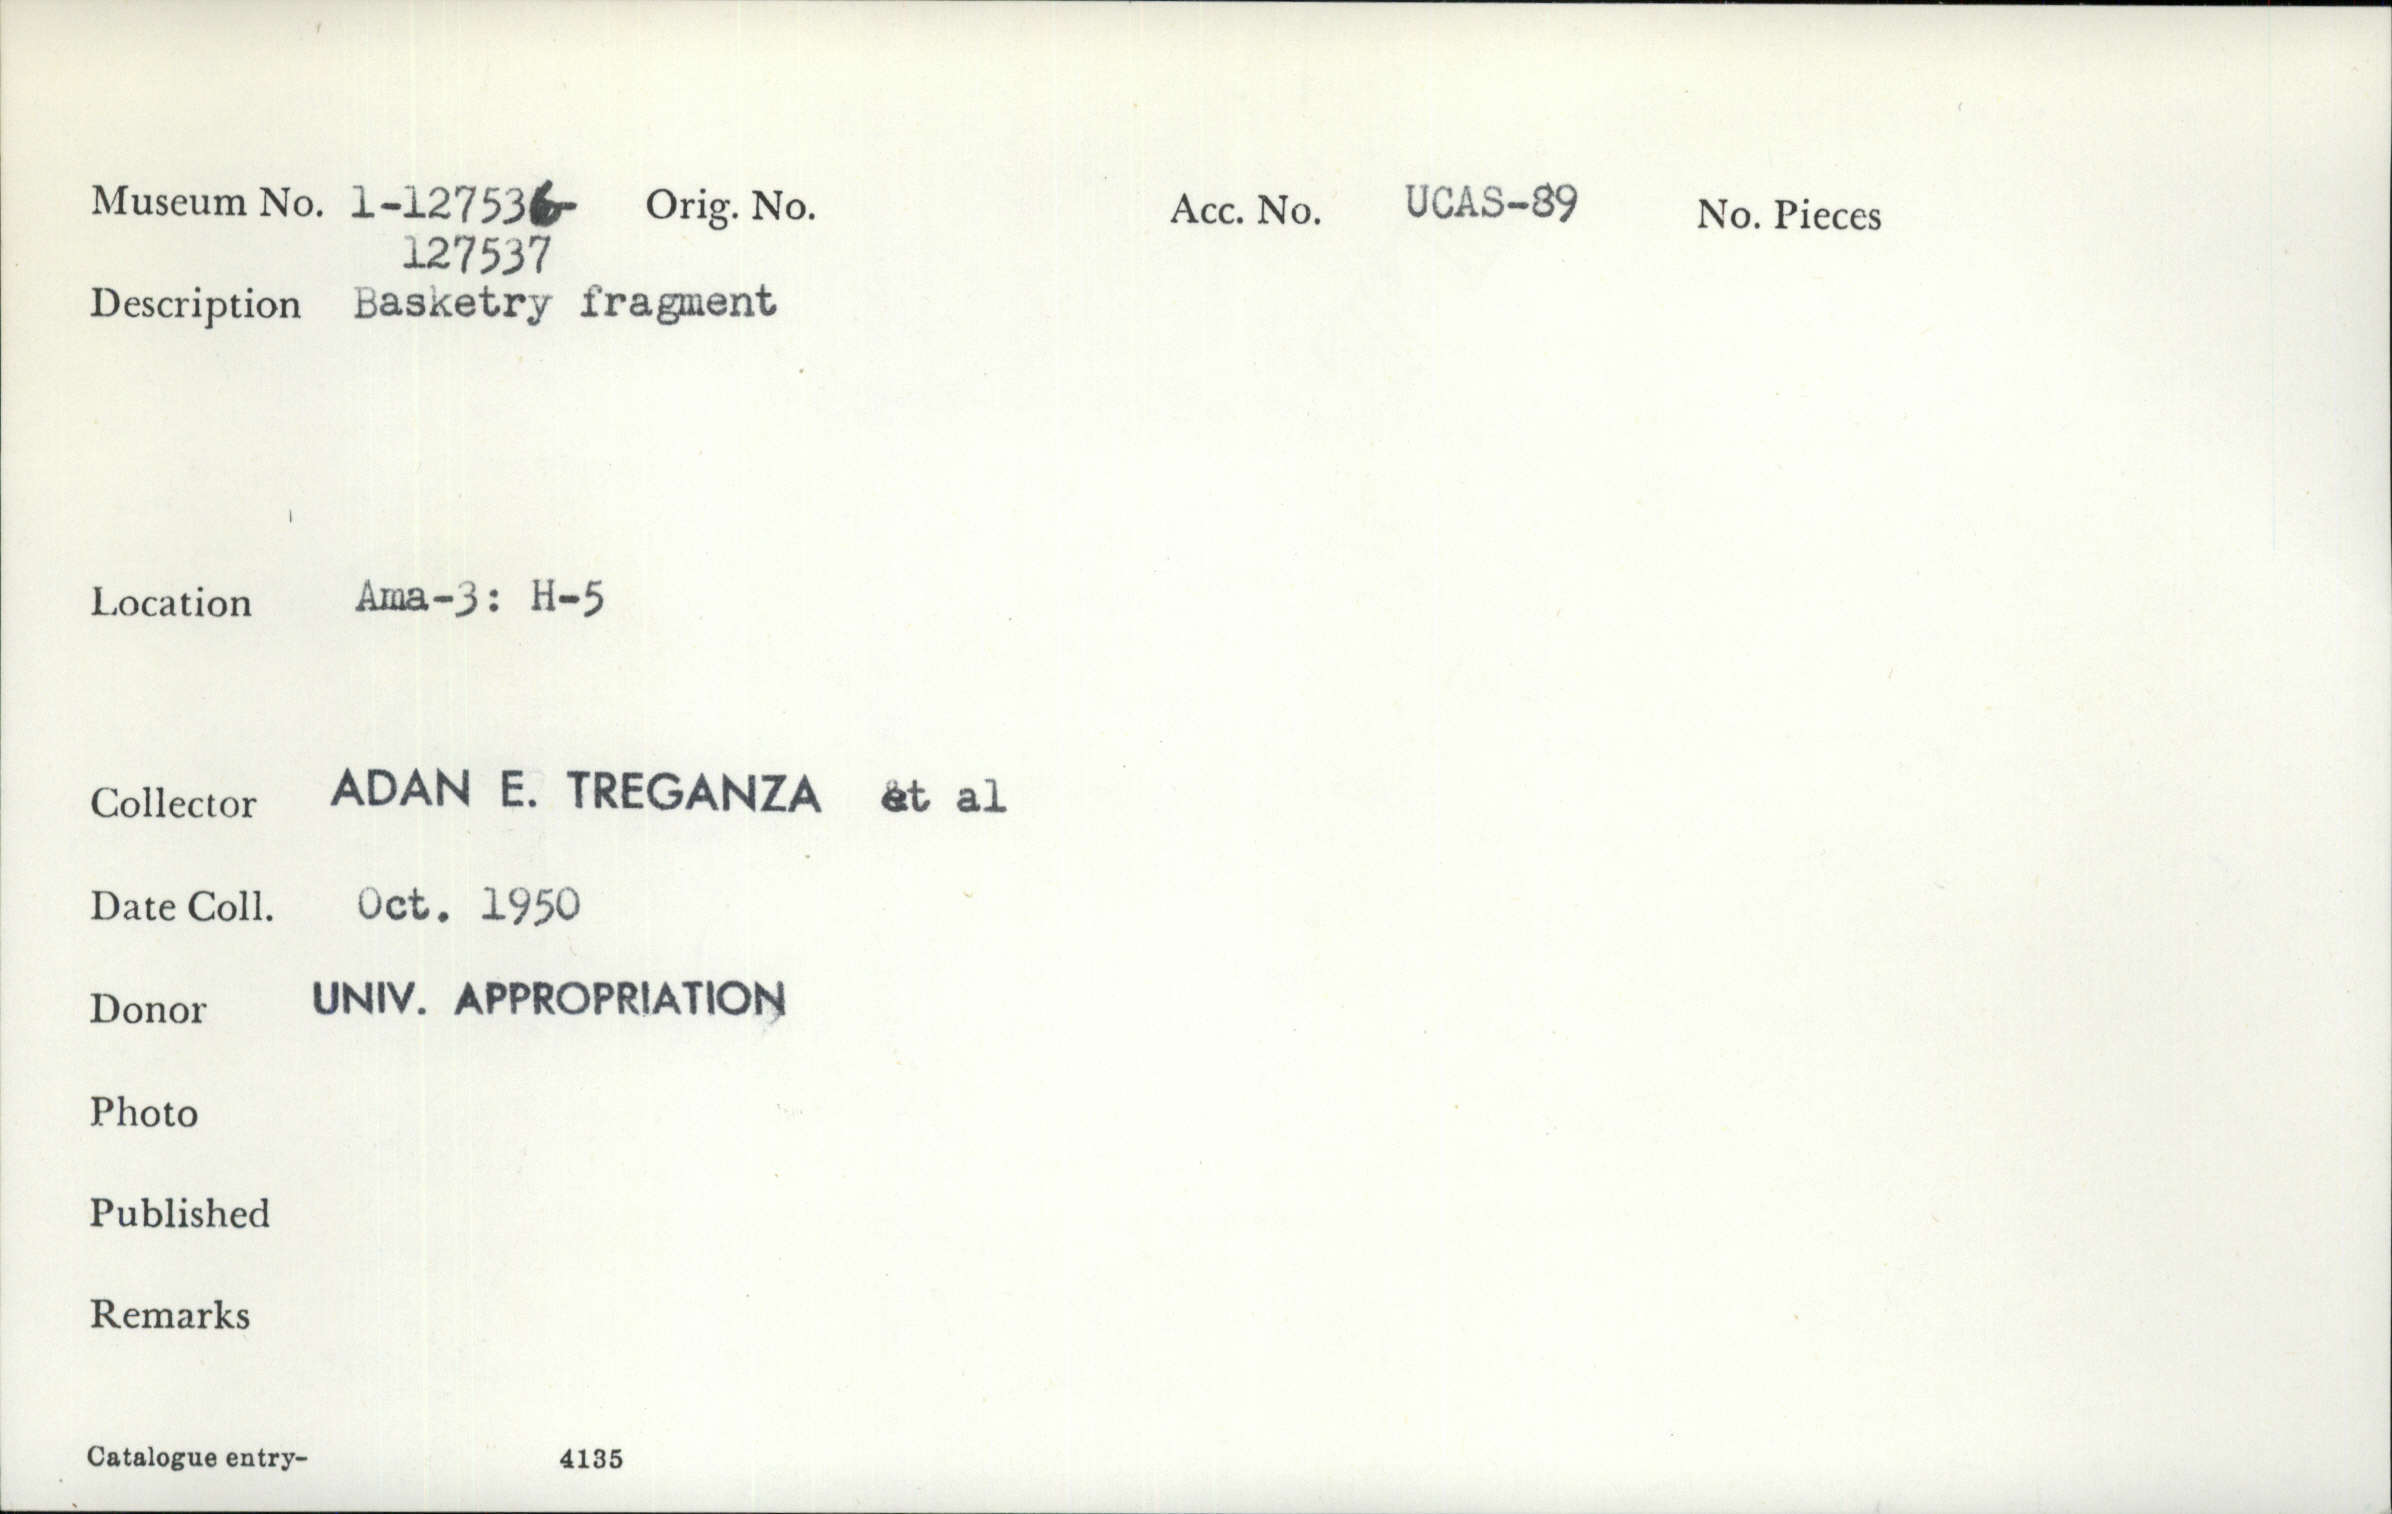 Museum No. 1-127536- Orig. No. Acc. No. UCAS-89 No. Pieces
127537
Description Basketry fragment
Location Ama-3: H-5
Collector ADAN E. TREGANZA et al
Date Coll. Oct. 1950
Donor UNIV. APPROPRIATION
Photo
Published
Remarks
Catalogue entry- 4135